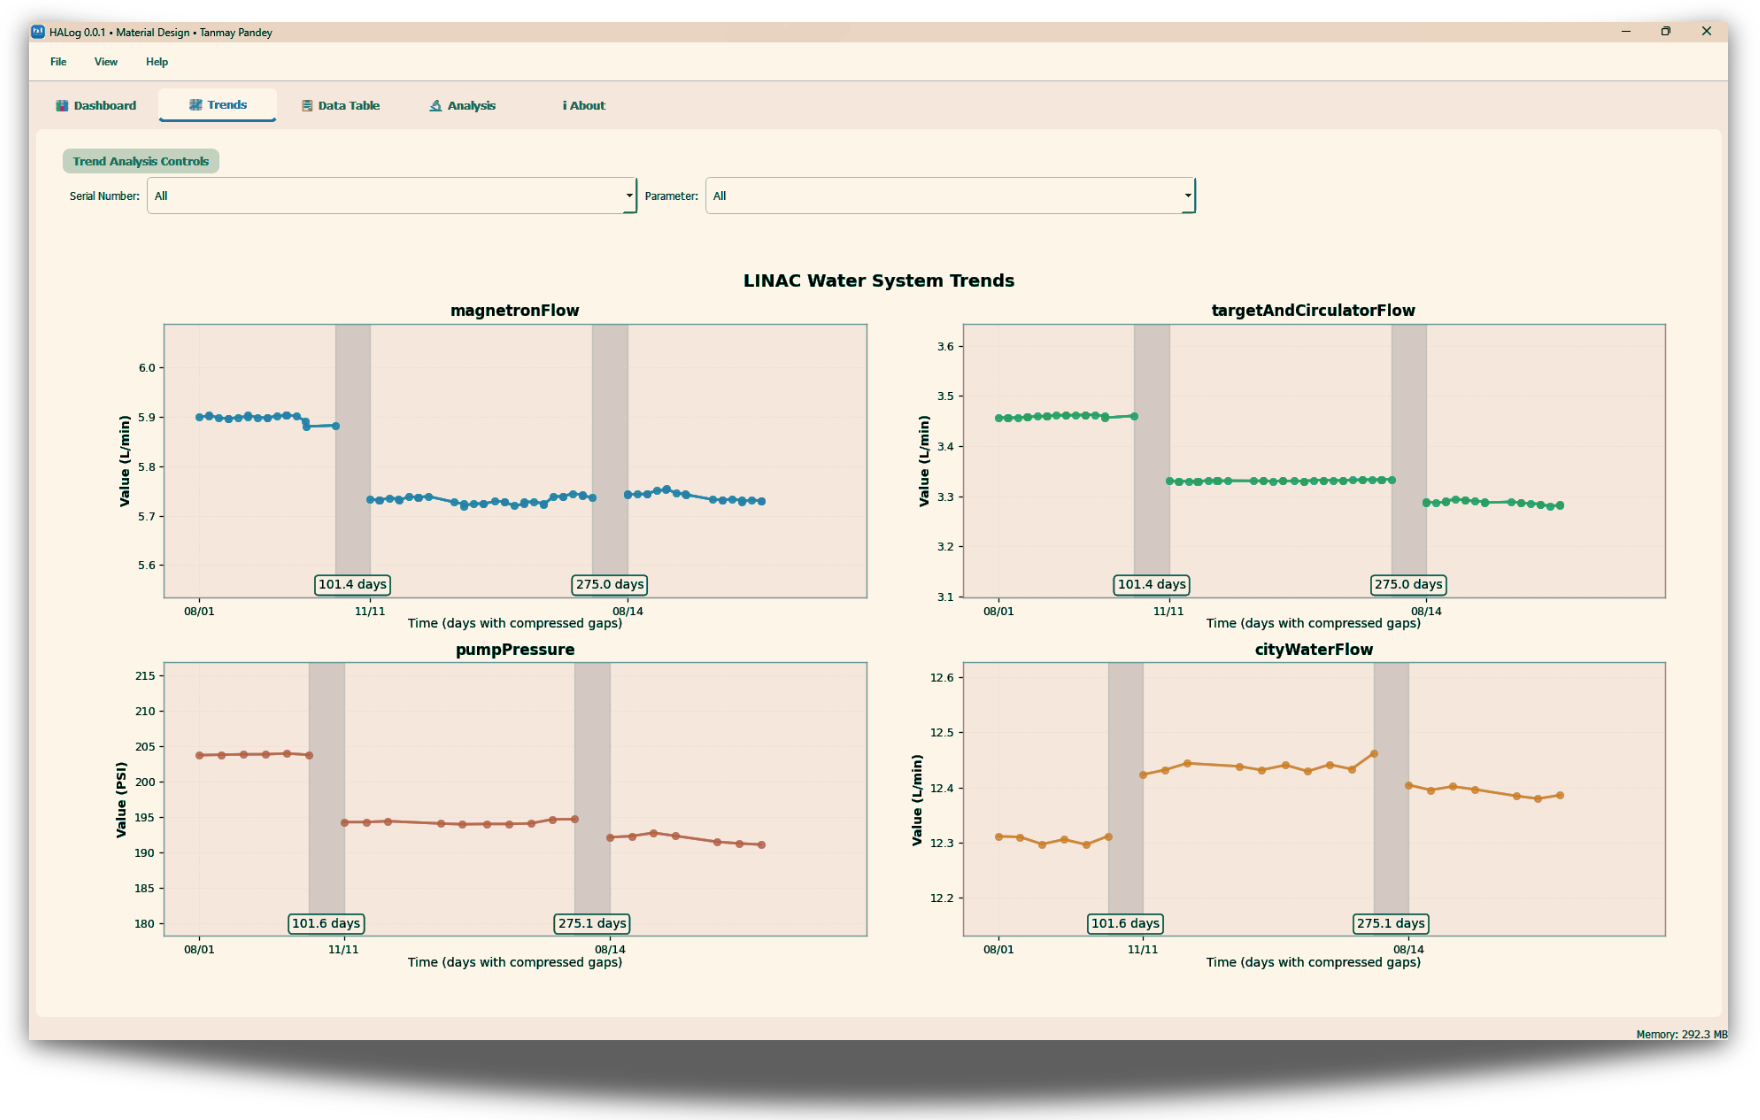 HALog 0.0.1 • Material Design • Tanmay Pandey
File View Help
Dashboard Trends Data Table Analysis i About
Trend Analysis Controls
Serial Number: All Parameter: All
LINAC Water System Trends
magnetronFlow
Value (L/min)
6.0
5.9
5.8
5.7
5.6
101.4 days 275.0 days
08/01 11/11 08/14
Time (days with compressed gaps)
targetAndCirculatorFlow
Value (L/min)
3.6
3.5
3.4
3.3
3.2
3.1
101.4 days 275.0 days
08/01 11/11 08/14
Time (days with compressed gaps)
pumpPressure
Value (PSI)
215
210
205
200
195
190
185
180
101.6 days 275.1 days
08/01 11/11 08/14
Time (days with compressed gaps)
cityWaterFlow
Value (L/min)
12.6
12.5
12.4
12.3
12.2
101.6 days 275.1 days
08/01 11/11 08/14
Time (days with compressed gaps)
Memory: 292.3 MB